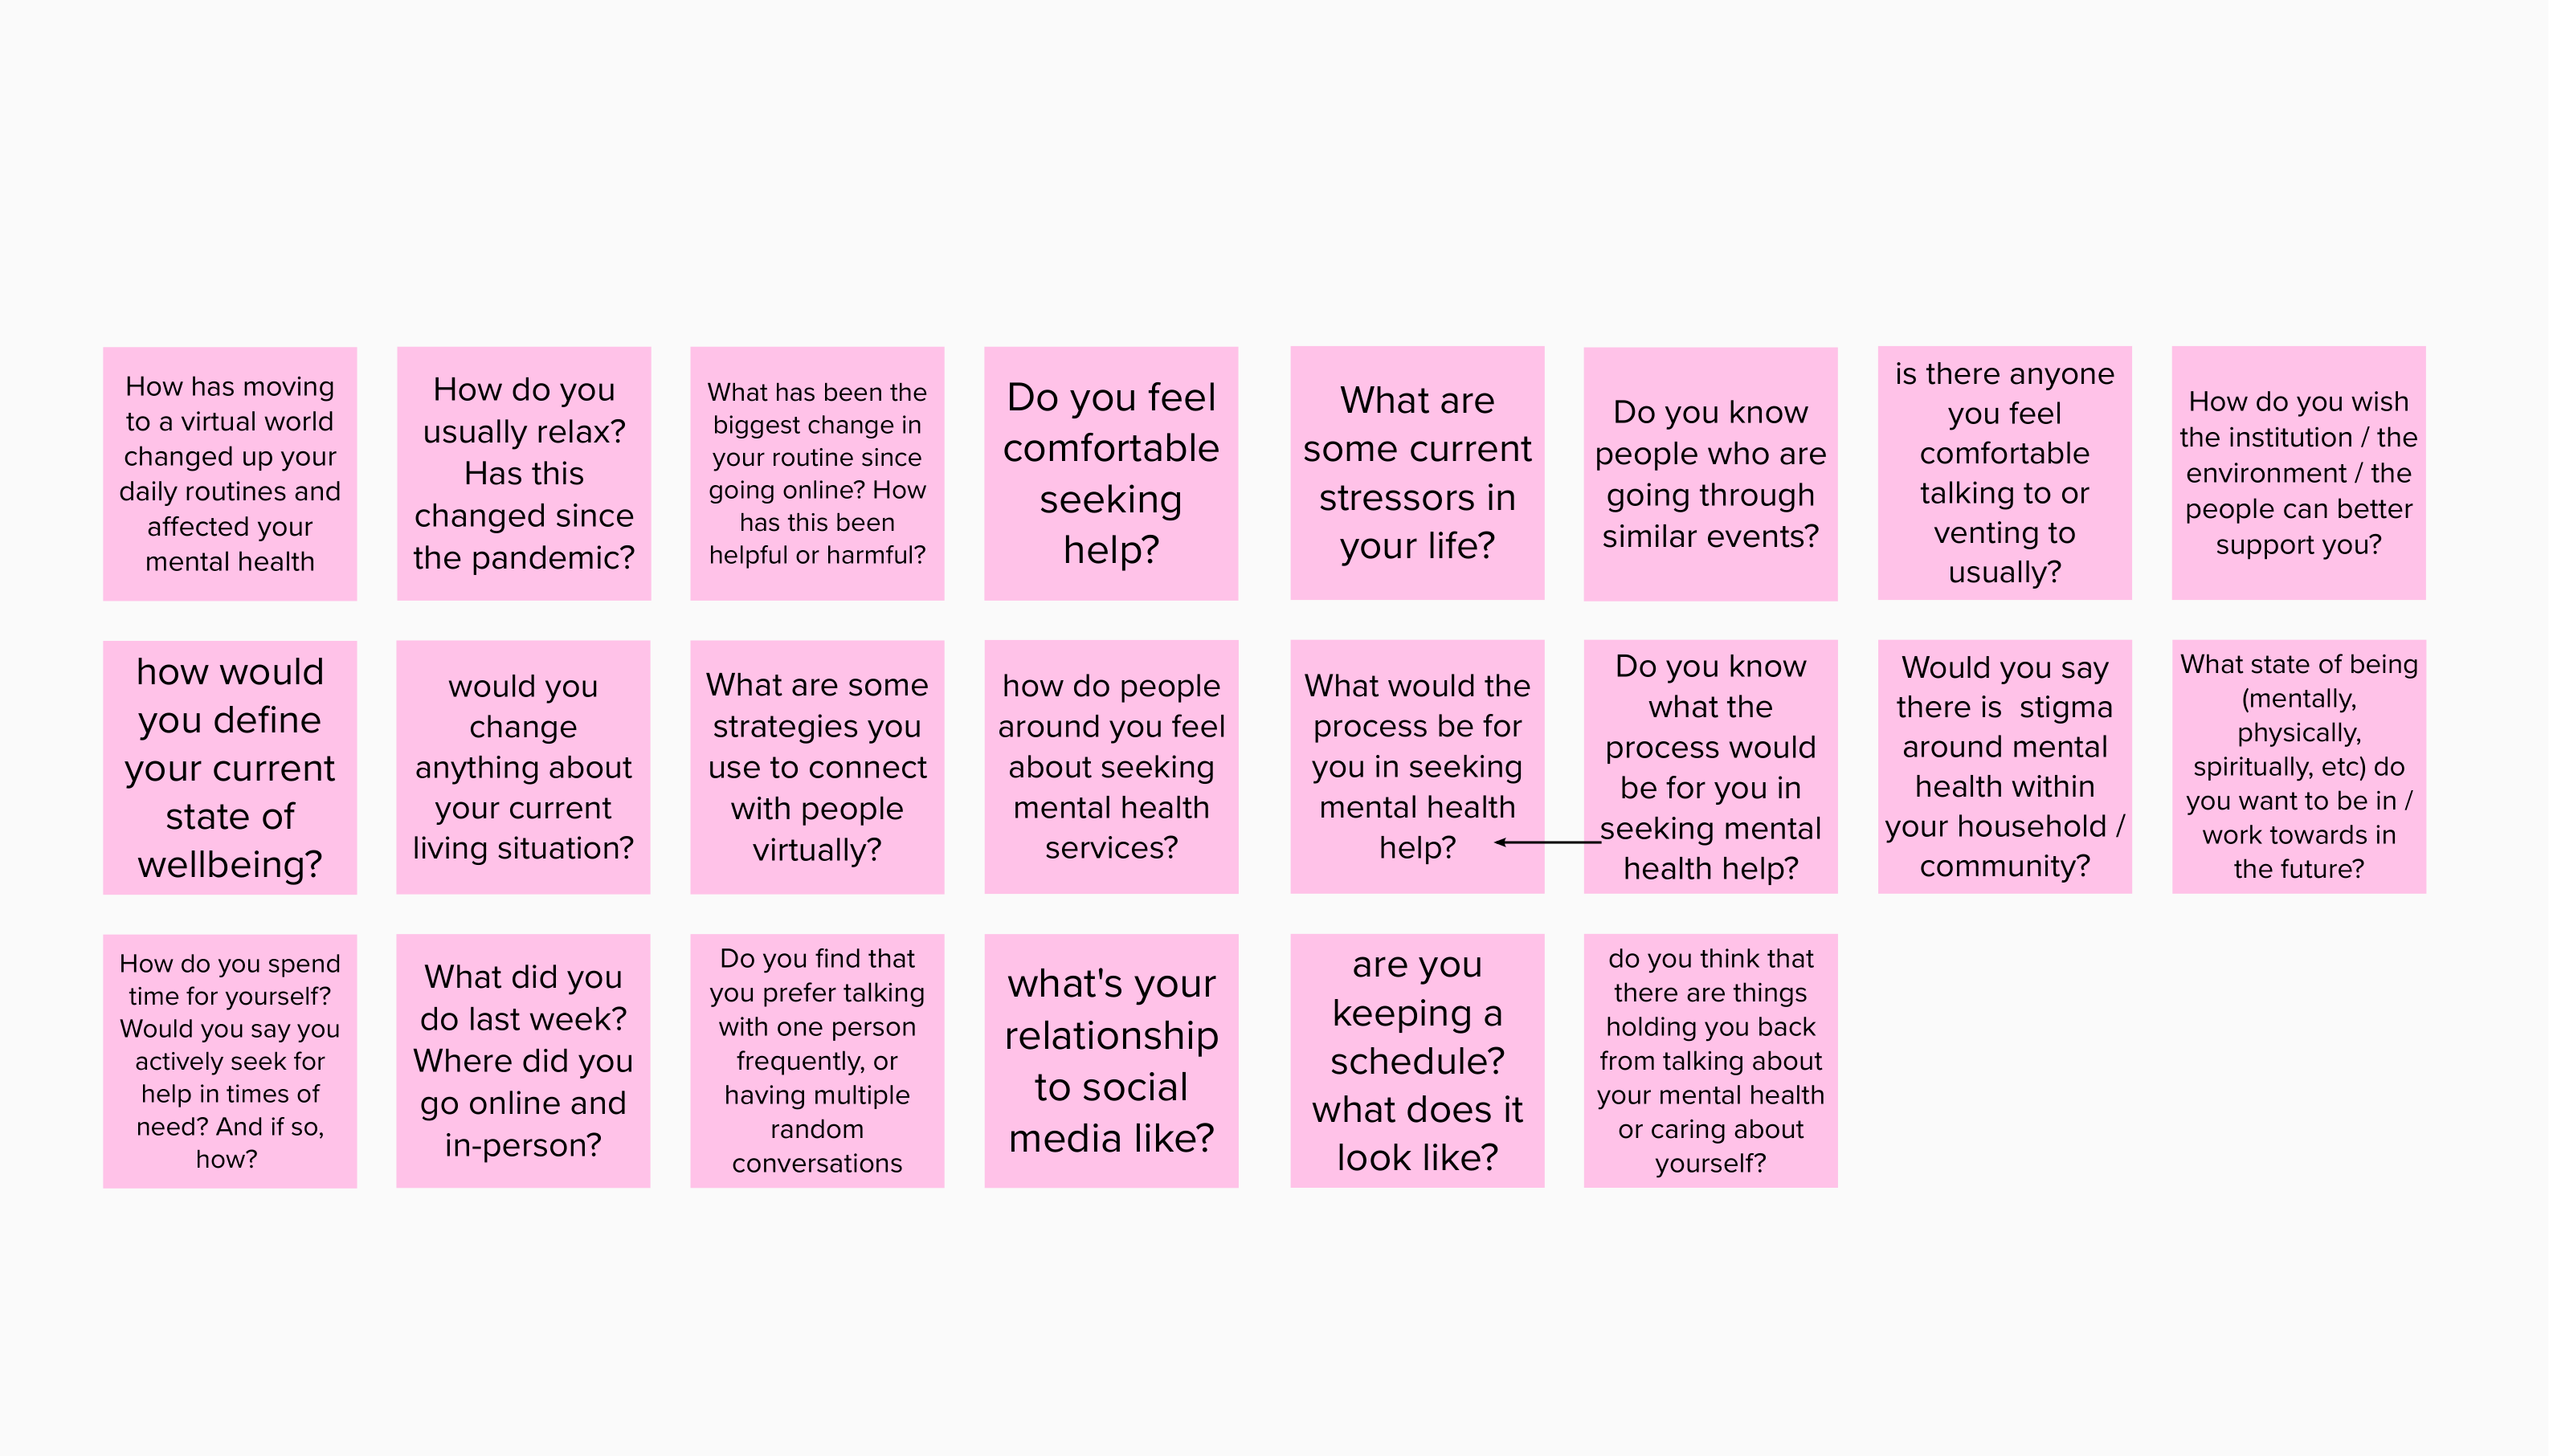 How has moving
to a virtual world
changed up your
daily routines and
affected your
mental health
How do you
usually relax?
Has this
changed since
the pandemic?
What has been the
biggest change in
your routine since
going online? How
has this been
helpful or harmful?
Do you feel
comfortable
seeking
help?
What are
some current
stressors in
your life?
Do you know
people who are
going through
similar events?
is there anyone
you feel
comfortable
talking to or
venting to
usually?
How do you wish
the institution / the
environment / the
people can better
support you?
how would
you define
your current
state of
wellbeing?
would you
change
anything about
your current
living situation?
What are some
strategies you
use to connect
with people
virtually?
how do people
around you feel
about seeking
mental health
services?
What would the
process be for
you in seeking
mental health
help?
Do you know
what the
process would
be for you in
seeking mental
health help?
Would you say
there is  stigma
around mental
health within
your household /
community?
What state of being
(mentally,
physically,
spiritually, etc) do
you want to be in /
work towards in
the future?
How do you spend
time for yourself?
Would you say you
actively seek for
help in times of
need? And if so,
how?
What did you
do last week?
Where did you
go online and
in-person?
Do you find that
you prefer talking
with one person
frequently, or
having multiple
random
conversations
what's your
relationship
to social
media like?
are you
keeping a
schedule?
what does it
look like?
do you think that
there are things
holding you back
from talking about
your mental health
or caring about
yourself?